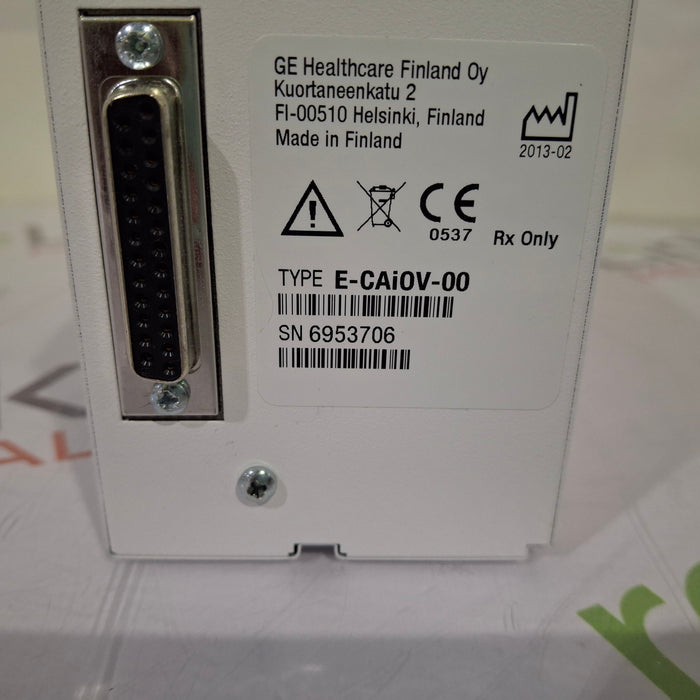 GE Healthcare Finland Oy
Kuortaneenkatu 2
FI-00510 Helsinki, Finland
Made in Finland
2013-02
CE
0537 Rx Only
TYPE E-CAiOV-00
SN 6953706